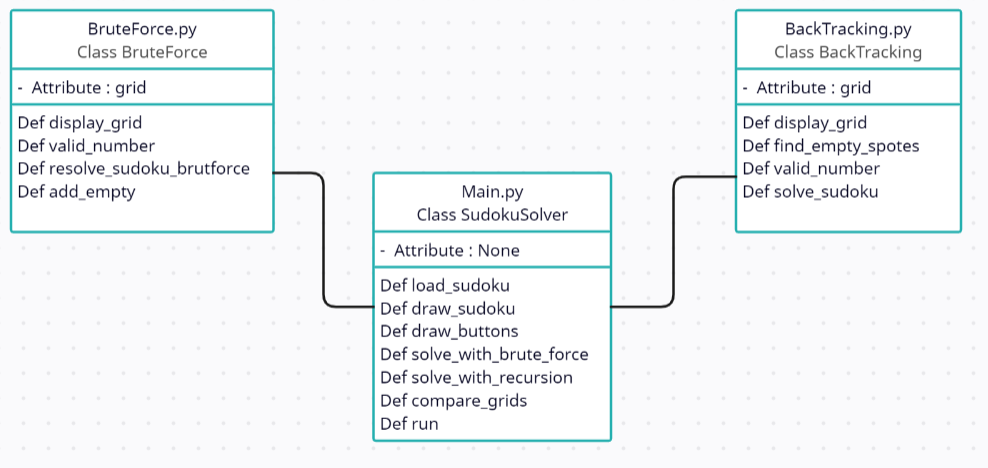 BruteForce.py
Class BruteForce
- Attribute : grid
Def display_grid
Def valid_number
Def resolve_sudoku_brutforce
Def add_empty
BackTracking.py
Class BackTracking
- Attribute : grid
Def display_grid
Def find_empty_spotes
Def valid_number
Def solve_sudoku
Main.py
Class SudokuSolver
- Attribute : None
Def load_sudoku
Def draw_sudoku
Def draw_buttons
Def solve_with_brute_force
Def solve_with_recursion
Def compare_grids
Def run